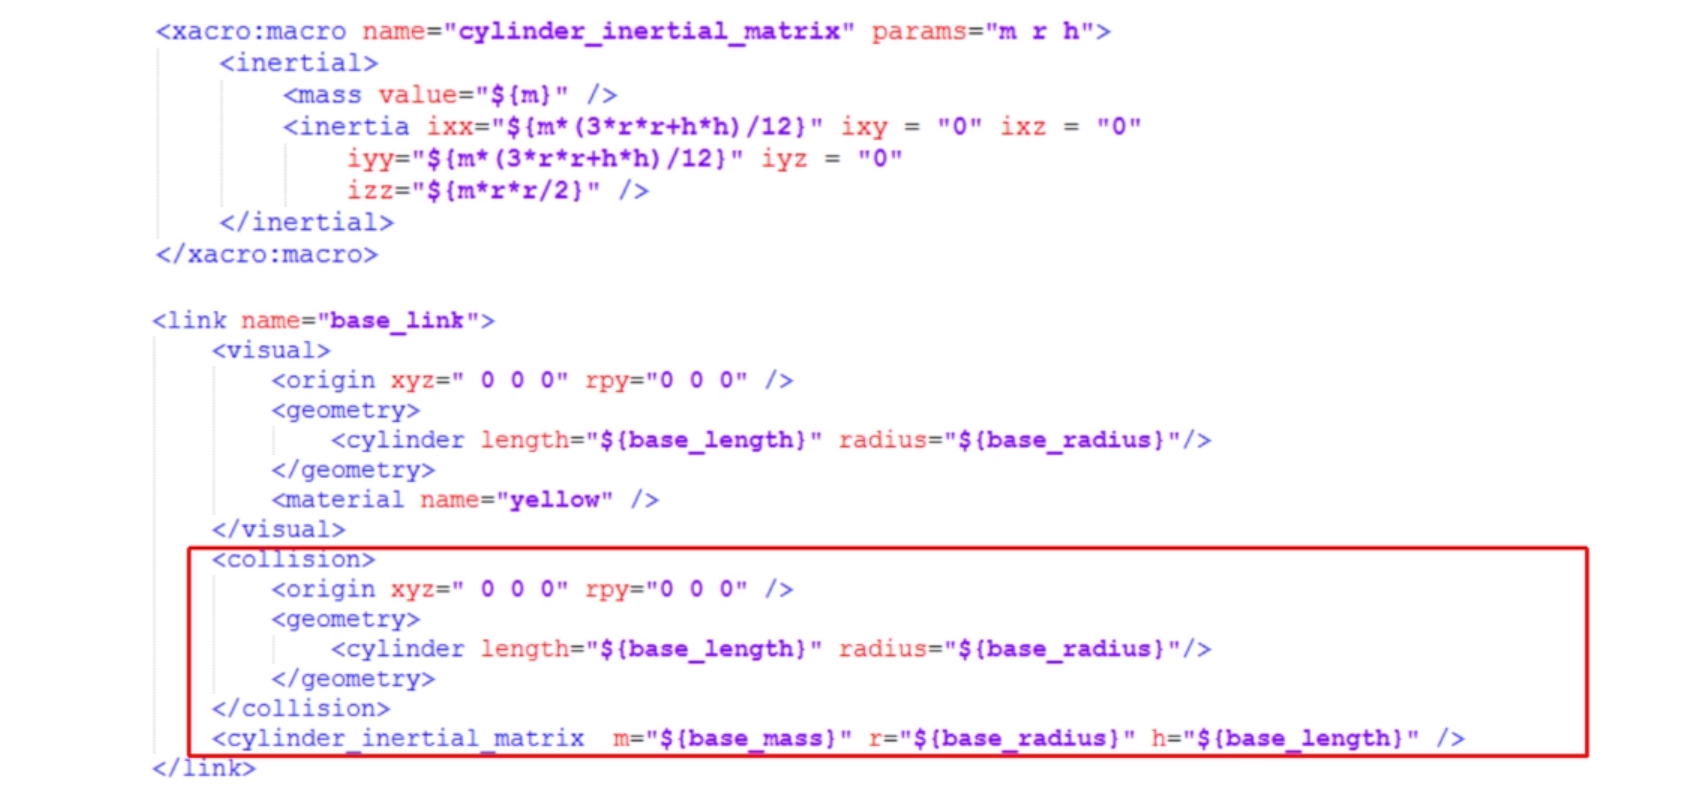 <xacro:macro name="cylinder_inertial_matrix" params="m r h">
<inertial>
<mass value="${m}" />
<inertia ixx="${m*(3*r*r+h*h)/12}" ixy = "0" ixz = "0"
iyy="${m*(3*r*r+h*h)/12}" iyz = "0"
izz="${m*r*r/2}" />
</inertial>
</xacro:macro>
<link name="base_link">
<visual>
<origin xyz=" 0 0 0" rpy="0 0 0" />
<geometry>
<cylinder length="${base_length}" radius="${base_radius}"/>
</geometry>
<material name="yellow" />
</visual>
<collision>
<origin xyz=" 0 0 0" rpy="0 0 0" />
<geometry>
<cylinder length="${base_length}" radius="${base_radius}"/>
</geometry>
</collision>
<cylinder_inertial_matrix  m="${base_mass}" r="${base_radius}" h="${base_length}" />
</link>